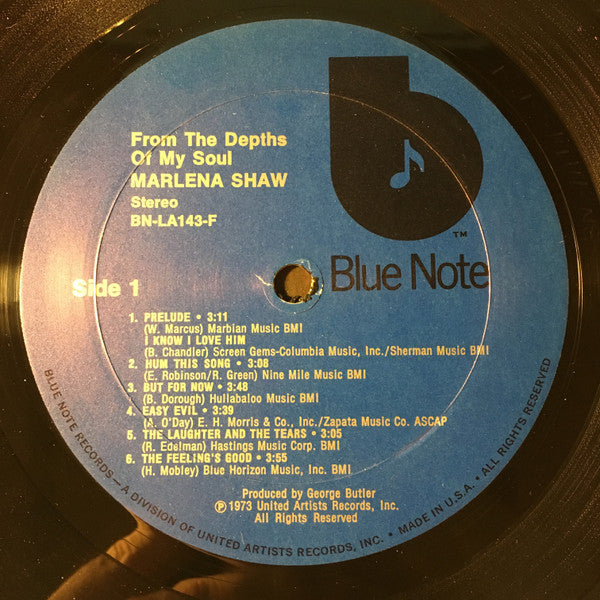 From The Depths
Of My Soul
MARLENA SHAW
Stereo
BN-LA143-F
TM
Blue Note
Side 1
1. PRELUDE • 3:11
(W. Marcus) Marbian Music BMI
I KNOW I LOVE HIM
(B. Chandler) Screen Gems-Columbia Music, Inc./Sherman Music BMI
2. HUM THIS SONG • 3:08
(E. Robinson/R. Green) Nine Mile Music BMI
3. BUT FOR NOW • 3:48
(B. Dorough) Hullabaloo Music BMI
4. EASY EVIL • 3:39
(A. O'Day) E. H. Morris & Co., Inc./Zapata Music Co. ASCAP
5. THE LAUGHTER AND THE TEARS • 3:05
(R. Edelman) Hastings Music Corp. BMI
6. THE FEELING'S GOOD • 3:55
(H. Mobley) Blue Horizon Music, Inc. BMI
Produced by George Butler
℗1973 United Artists Records, Inc.
All Rights Reserved
BLUE NOTE RECORDS—A DIVISION OF UNITED ARTISTS RECORDS, INC. • MADE IN U.S.A. • ALL RIGHTS RESERVED